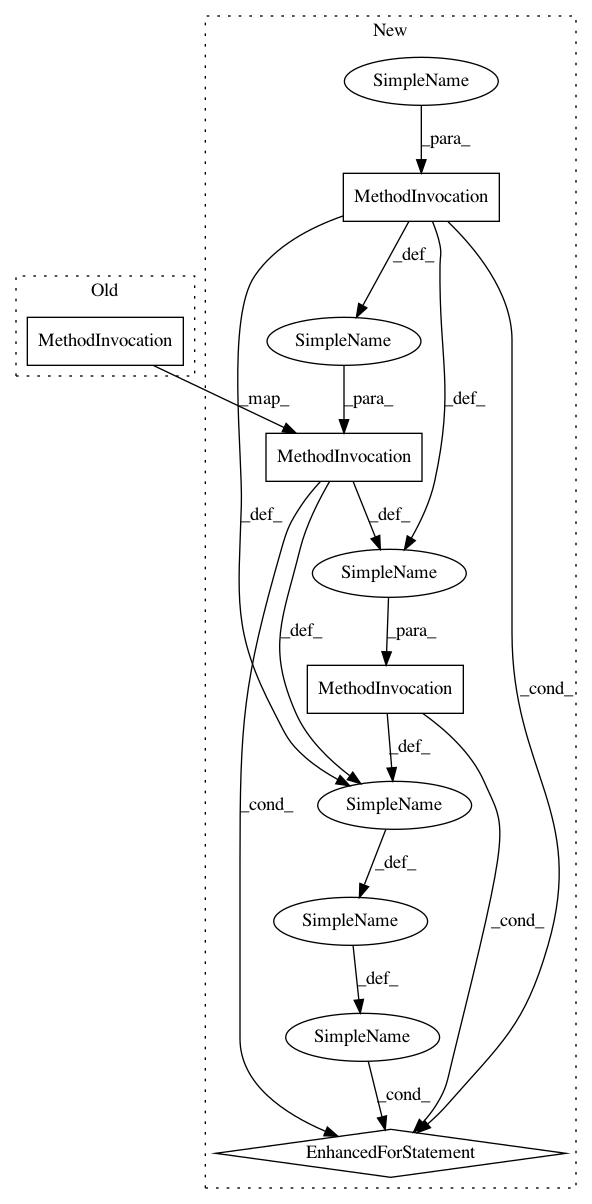 New
SimpleName
_para_
MethodInvocation
_def_
Old
MethodInvocation
SimpleName
_map_
_para_
_def_
MethodInvocation
_def_
_def_
SimpleName
_def_
_para_
_cond_
MethodInvocation
_def_
_cond_
SimpleName
_def_
SimpleName
_cond_
_def_
SimpleName
_cond_
EnhancedForStatement